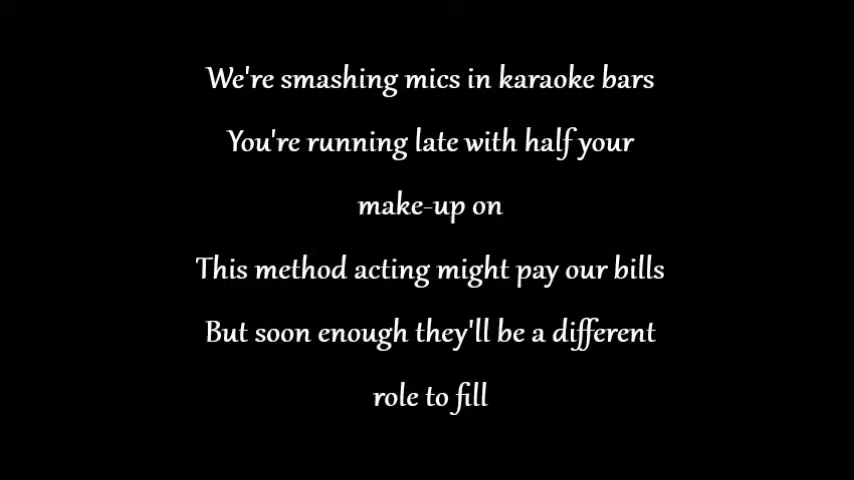 We're smashing mics in karaoke bars
You're running late with half your
make-up on
This method acting might pay our bills
But soon enough they'll be a different
role to fill